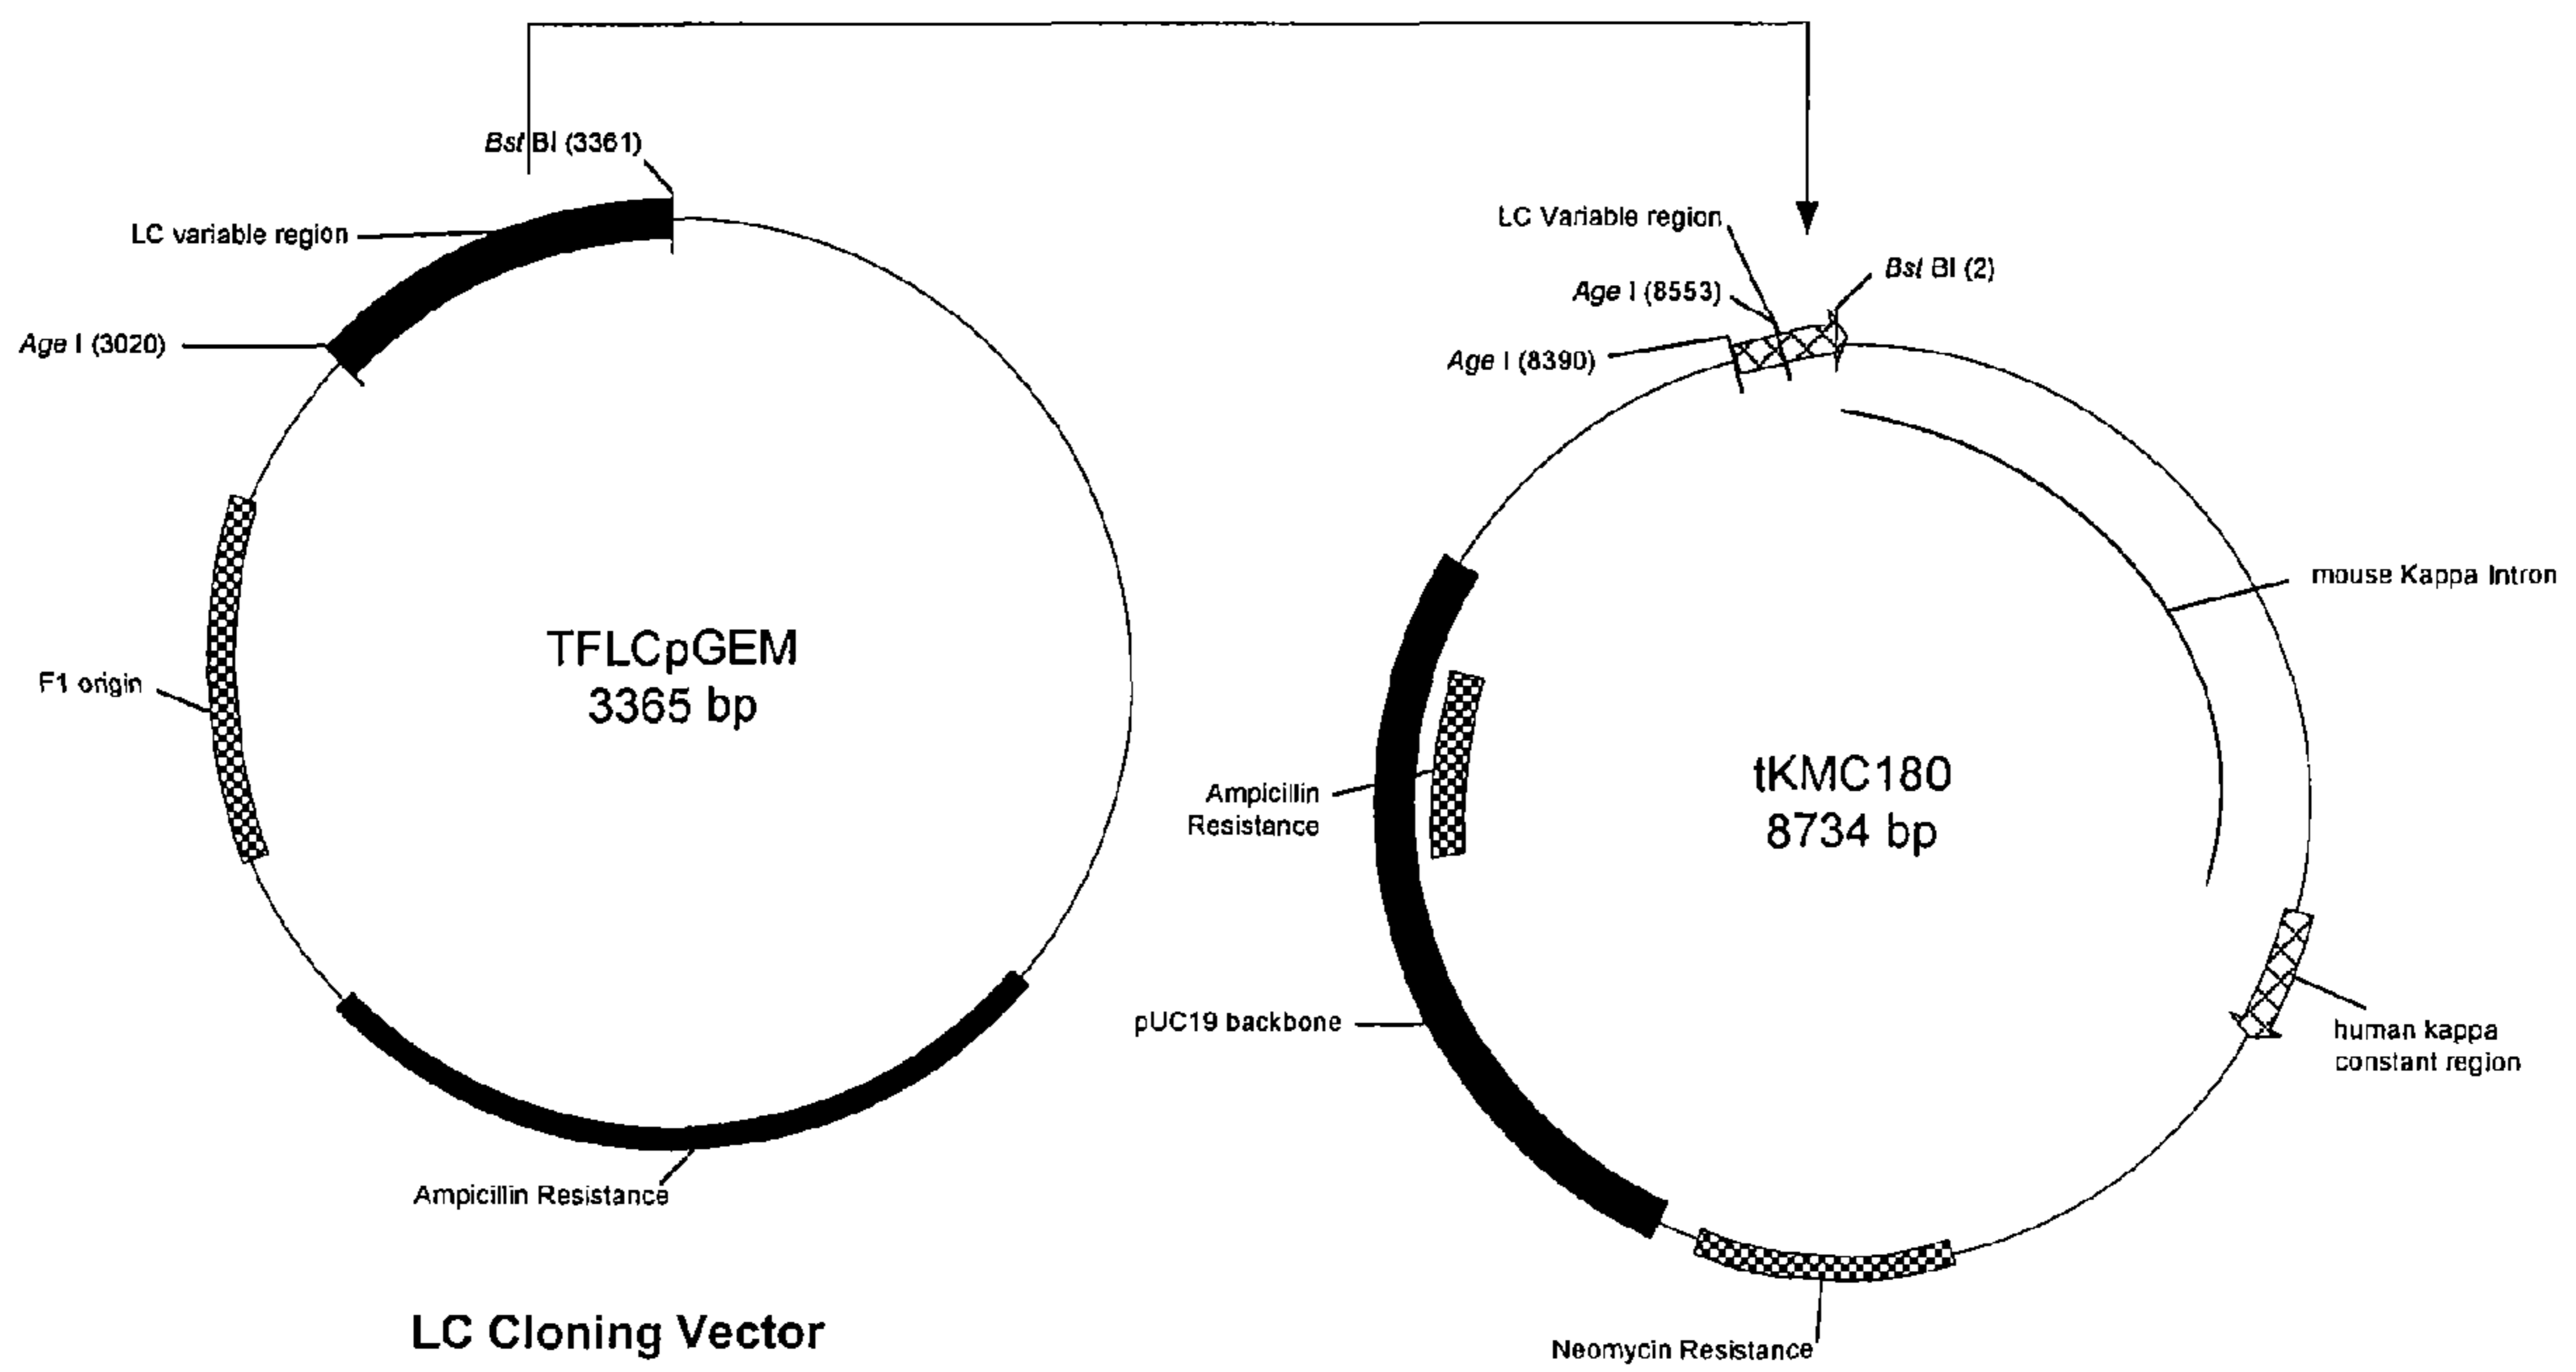 Bst BI (3361)
LC variable region
Age I (3020)
F1 origin
TFLCpGEM
3365 bp
Ampicillin Resistance
LC Cloning Vector
LC Variable region
Bst BI (2)
Age I (8553)
Age I (8390)
mouse Kappa Intron
Ampicillin
Resistance
tKMC180
8734 bp
pUC19 backbone
human kappa
constant region
Neomycin Resistance